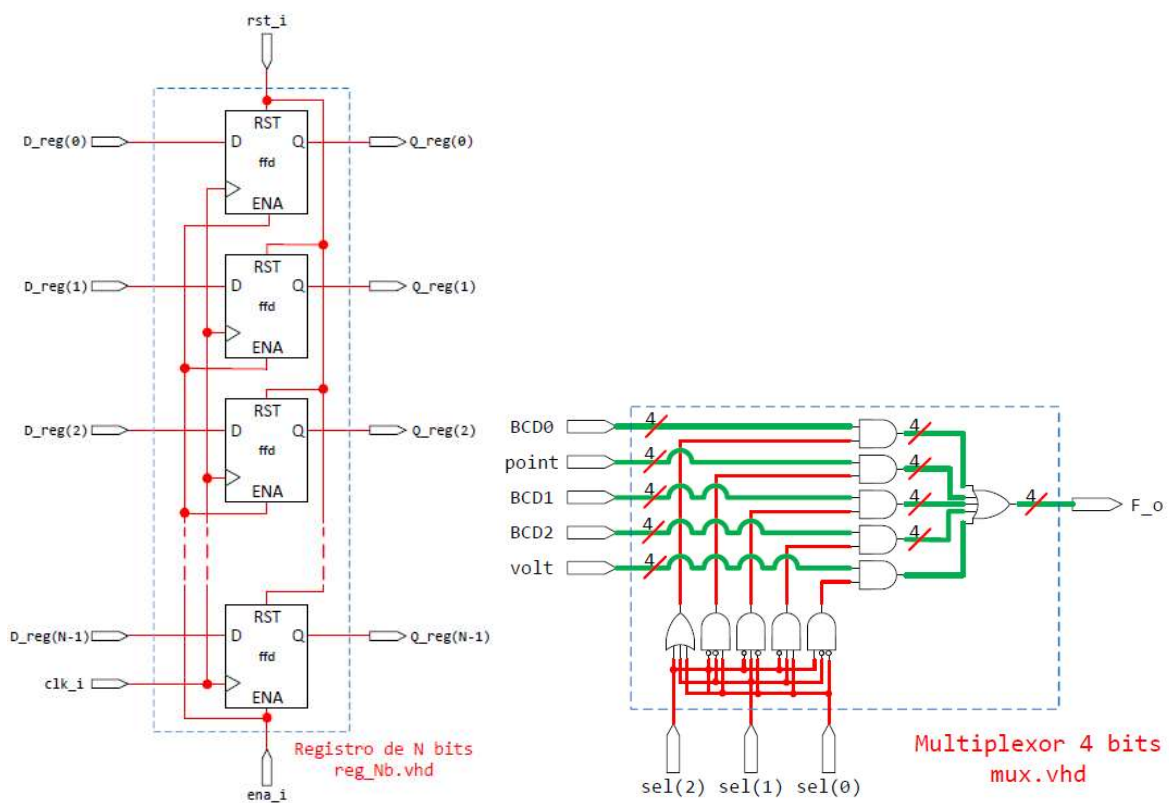 rst_i
D_reg(0)
RST
D
Q
ffd
ENA
Q_reg(0)
D_reg(1)
RST
D
Q
ffd
ENA
Q_reg(1)
D_reg(2)
RST
D
Q
ffd
ENA
Q_reg(2)
D_reg(N-1)
RST
D
Q
ffd
ENA
Q_reg(N-1)
clk_i
ena_i
Registro de N bits
reg_Nb.vhd
BCD0
4
4
point
4
4
BCD1
4
4
4
F_o
BCD2
4
4
volt
4
sel(2) sel(1) sel(0)
Multiplexor 4 bits
mux.vhd